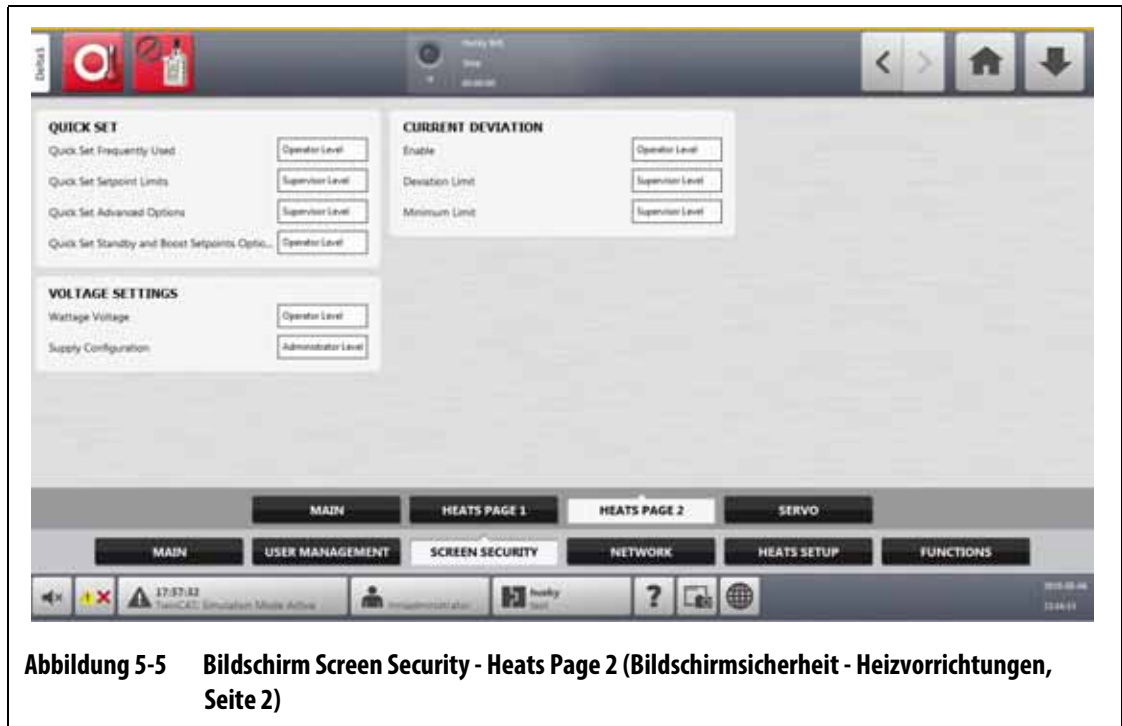 Delta5
QUICK SET
Quick Set Frequently Used
Operator Level
Quick Set Setpoint Limits
Supervisor Level
Quick Set Advanced Options
Supervisor Level
Quick Set Standby and Boost Setpoints Optio...
Operator Level
VOLTAGE SETTINGS
Wattage Voltage
Operator Level
Supply Configuration
Administrator Level
CURRENT DEVIATION
Enable
Operator Level
Deviation Limit
Supervisor Level
Minimum Limit
Supervisor Level
MAIN
HEATS PAGE 1
HEATS PAGE 2
SERVO
MAIN
USER MANAGEMENT
SCREEN SECURITY
NETWORK
HEATS SETUP
FUNCTIONS
17:57:32
TwinCAT: Simulation Mode Active
husky
test
?
Abbildung 5-5 Bildschirm Screen Security - Heats Page 2 (Bildschirmsicherheit - Heizvorrichtungen,
Seite 2)